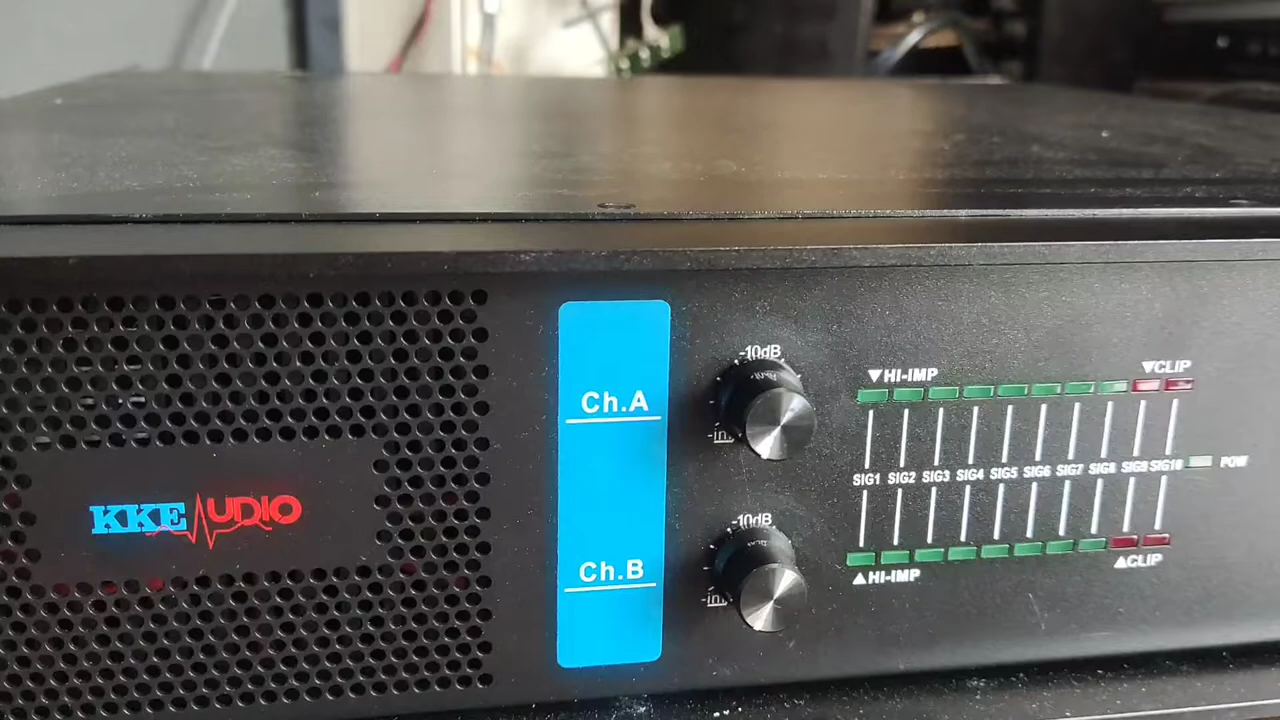 KKE AUDIO
Ch.A
Ch.B
-10dB
-10dB
▼HI-IMP
▼CLIP
SIG1 SIG2 SIG3 SIG4 SIG5 SIG6 SIG7 SIG8 SIG9 SIG10
POW
▲HI-IMP
▲CLIP